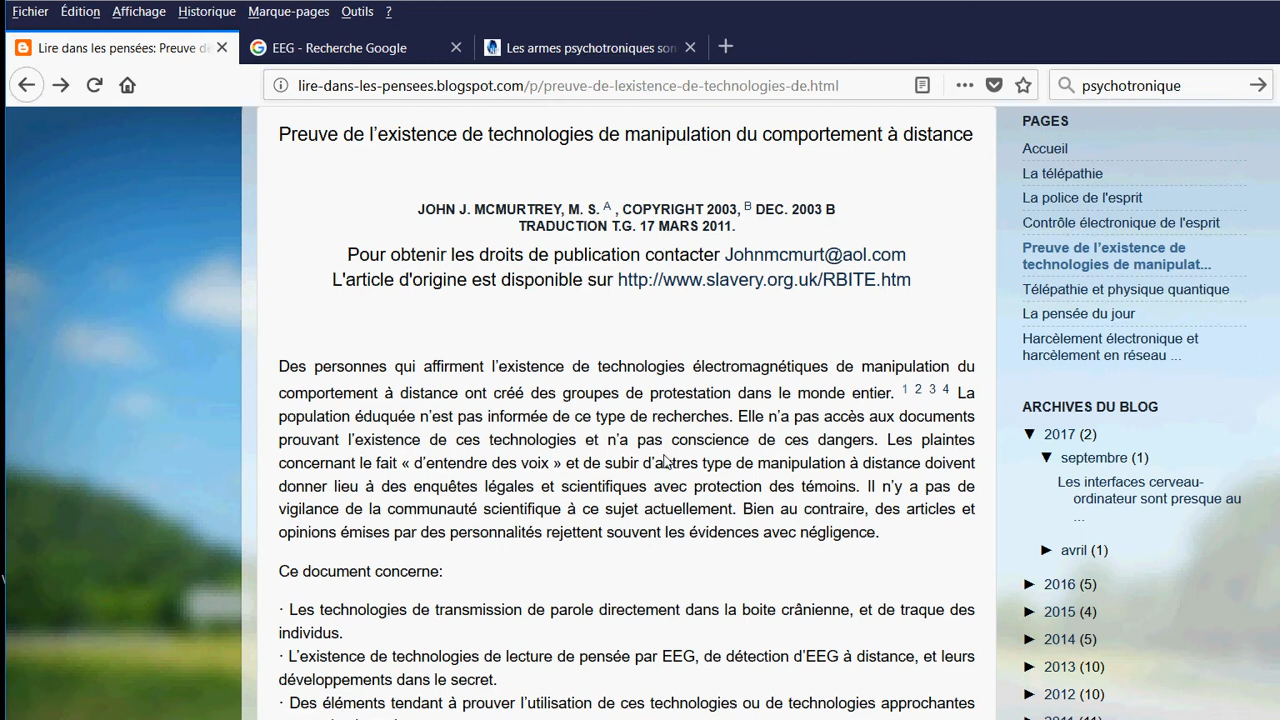 Fichier Édition Affichage Historique Marque-pages Outils ?
Lire dans les pensées: Preuve d
EEG - Recherche Google
Les armes psychotroniques son
lire-dans-les-pensees.blogspot.com/p/preuve-de-lexistence-de-technologies-de.html
psychotronique
Preuve de l’existence de technologies de manipulation du comportement à distance
JOHN J. MCMURTREY, M. S. A , COPYRIGHT 2003, B DEC. 2003 B
TRADUCTION T.G. 17 MARS 2011.
Pour obtenir les droits de publication contacter Johnmcmurt@aol.com
L'article d'origine est disponible sur http://www.slavery.org.uk/RBITE.htm
Des personnes qui affirment l’existence de technologies électromagnétiques de manipulation du
comportement à distance ont créé des groupes de protestation dans le monde entier. 1 2 3 4 La
population éduquée n’est pas informée de ce type de recherches. Elle n’a pas accès aux documents
prouvant l’existence de ces technologies et n’a pas conscience de ces dangers. Les plaintes
concernant le fait « d’entendre des voix » et de subir d’autres type de manipulation à distance doivent
donner lieu à des enquêtes légales et scientifiques avec protection des témoins. Il n’y a pas de
vigilance de la communauté scientifique à ce sujet actuellement. Bien au contraire, des articles et
opinions émises par des personnalités rejettent souvent les évidences avec négligence.
Ce document concerne:
· Les technologies de transmission de parole directement dans la boite crânienne, et de traque des
individus.
· L’existence de technologies de lecture de pensée par EEG, de détection d’EEG à distance, et leurs
développements dans le secret.
· Des éléments tendant à prouver l’utilisation de ces technologies ou de technologies approchantes
PAGES
Accueil
La télépathie
La police de l'esprit
Contrôle électronique de l'esprit
Preuve de l’existence de
technologies de manipulat...
Télépathie et physique quantique
La pensée du jour
Harcèlement électronique et
harcèlement en réseau ...
ARCHIVES DU BLOG
▼ 2017 (2)
▼ septembre (1)
Les interfaces cerveau-
ordinateur sont presque au
...
► avril (1)
► 2016 (5)
► 2015 (4)
► 2014 (5)
► 2013 (10)
► 2012 (10)